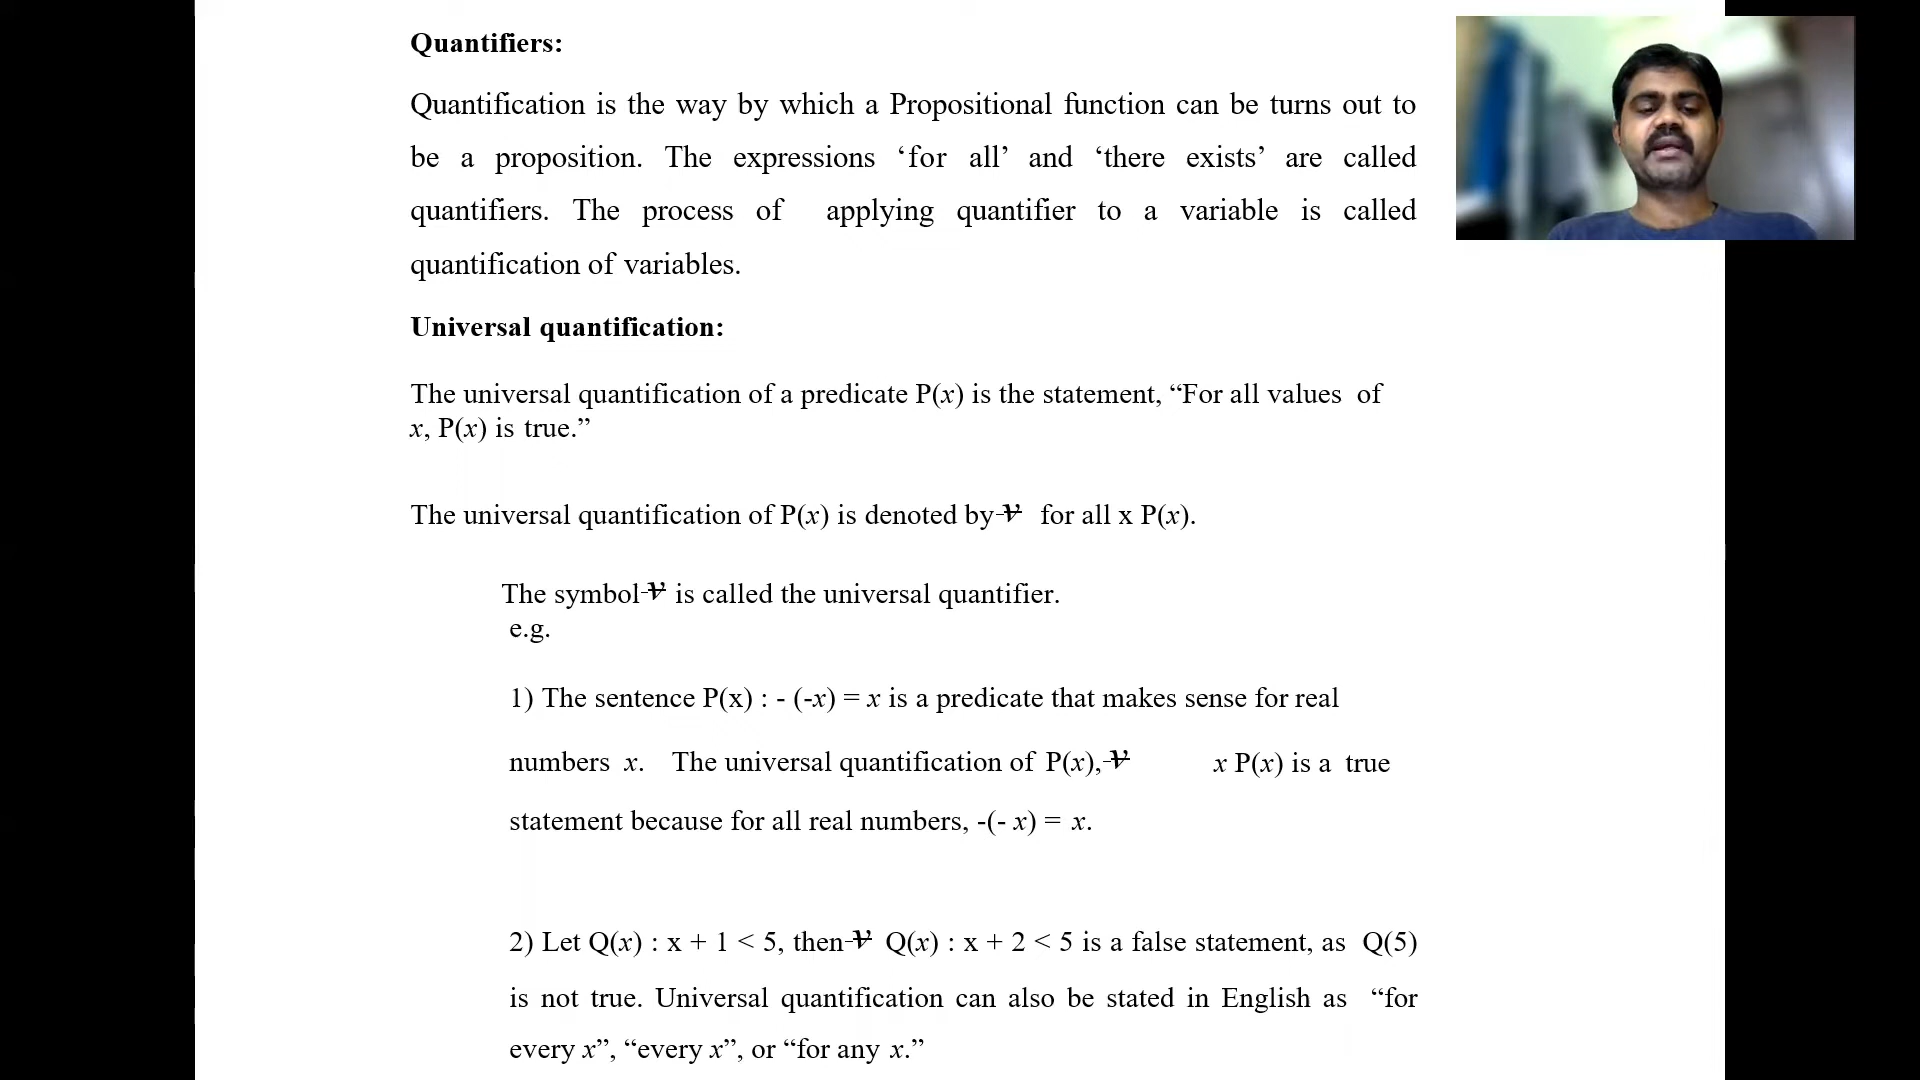 Quantifiers:
Quantification is the way by which a Propositional function can be turns out to
be a proposition. The expressions ‘for all’ and ‘there exists’ are called
quantifiers. The process of applying quantifier to a variable is called
quantification of variables.
Universal quantification:
The universal quantification of a predicate P(x) is the statement, “For all values of
x, P(x) is true.”
The universal quantification of P(x) is denoted by ∀ for all x P(x).
The symbol ∀ is called the universal quantifier.
e.g.
1) The sentence P(x) : - (-x) = x is a predicate that makes sense for real
numbers x. The universal quantification of P(x), ∀ x P(x) is a true
statement because for all real numbers, -(- x) = x.
2) Let Q(x) : x + 1 < 5, then ∀ Q(x) : x + 2 < 5 is a false statement, as Q(5)
is not true. Universal quantification can also be stated in English as “for
every x”, “every x”, or “for any x.”